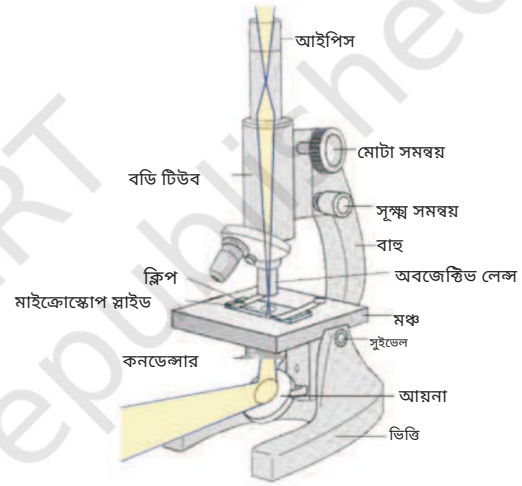 আইপিস
মোটা সমন্বয়
বডি টিউব
সূক্ষ্ম সমন্বয়
বাহু
ক্লিপ
অবজেক্টিভ লেন্স
মাইক্রোস্কোপ স্লাইড
মঞ্চ
সুইভেল
কনডেন্সার
আয়না
ভিত্তি